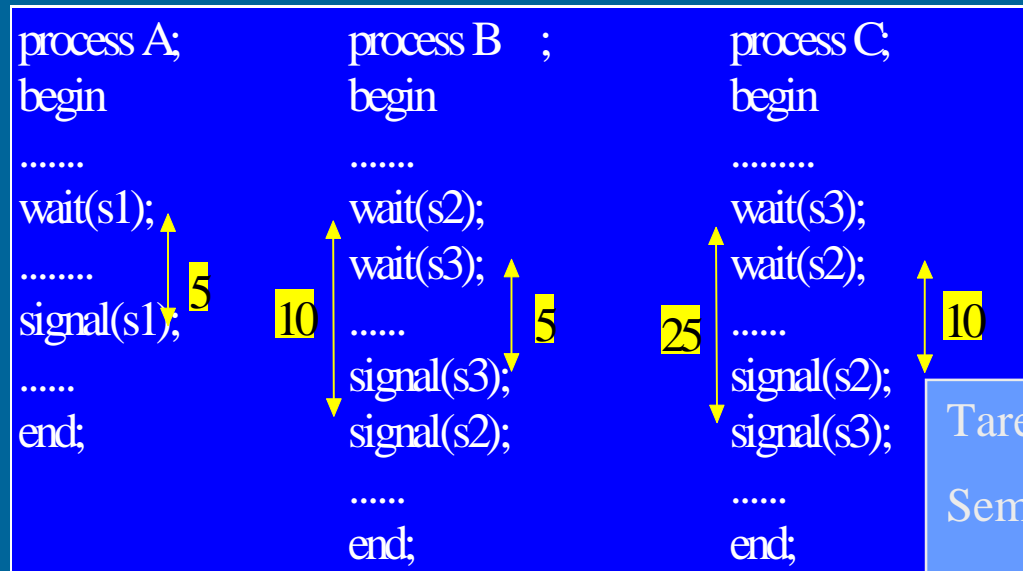 process A;
begin
.......
wait(s1);
........
signal(s1);
......
end;
5
process B ;
begin
.......
wait(s2);
wait(s3);
......
signal(s3);
signal(s2);
......
end;
10
5
process C;
begin
.........
wait(s3);
wait(s2);
......
signal(s2);
signal(s3);
......
end;
25
10